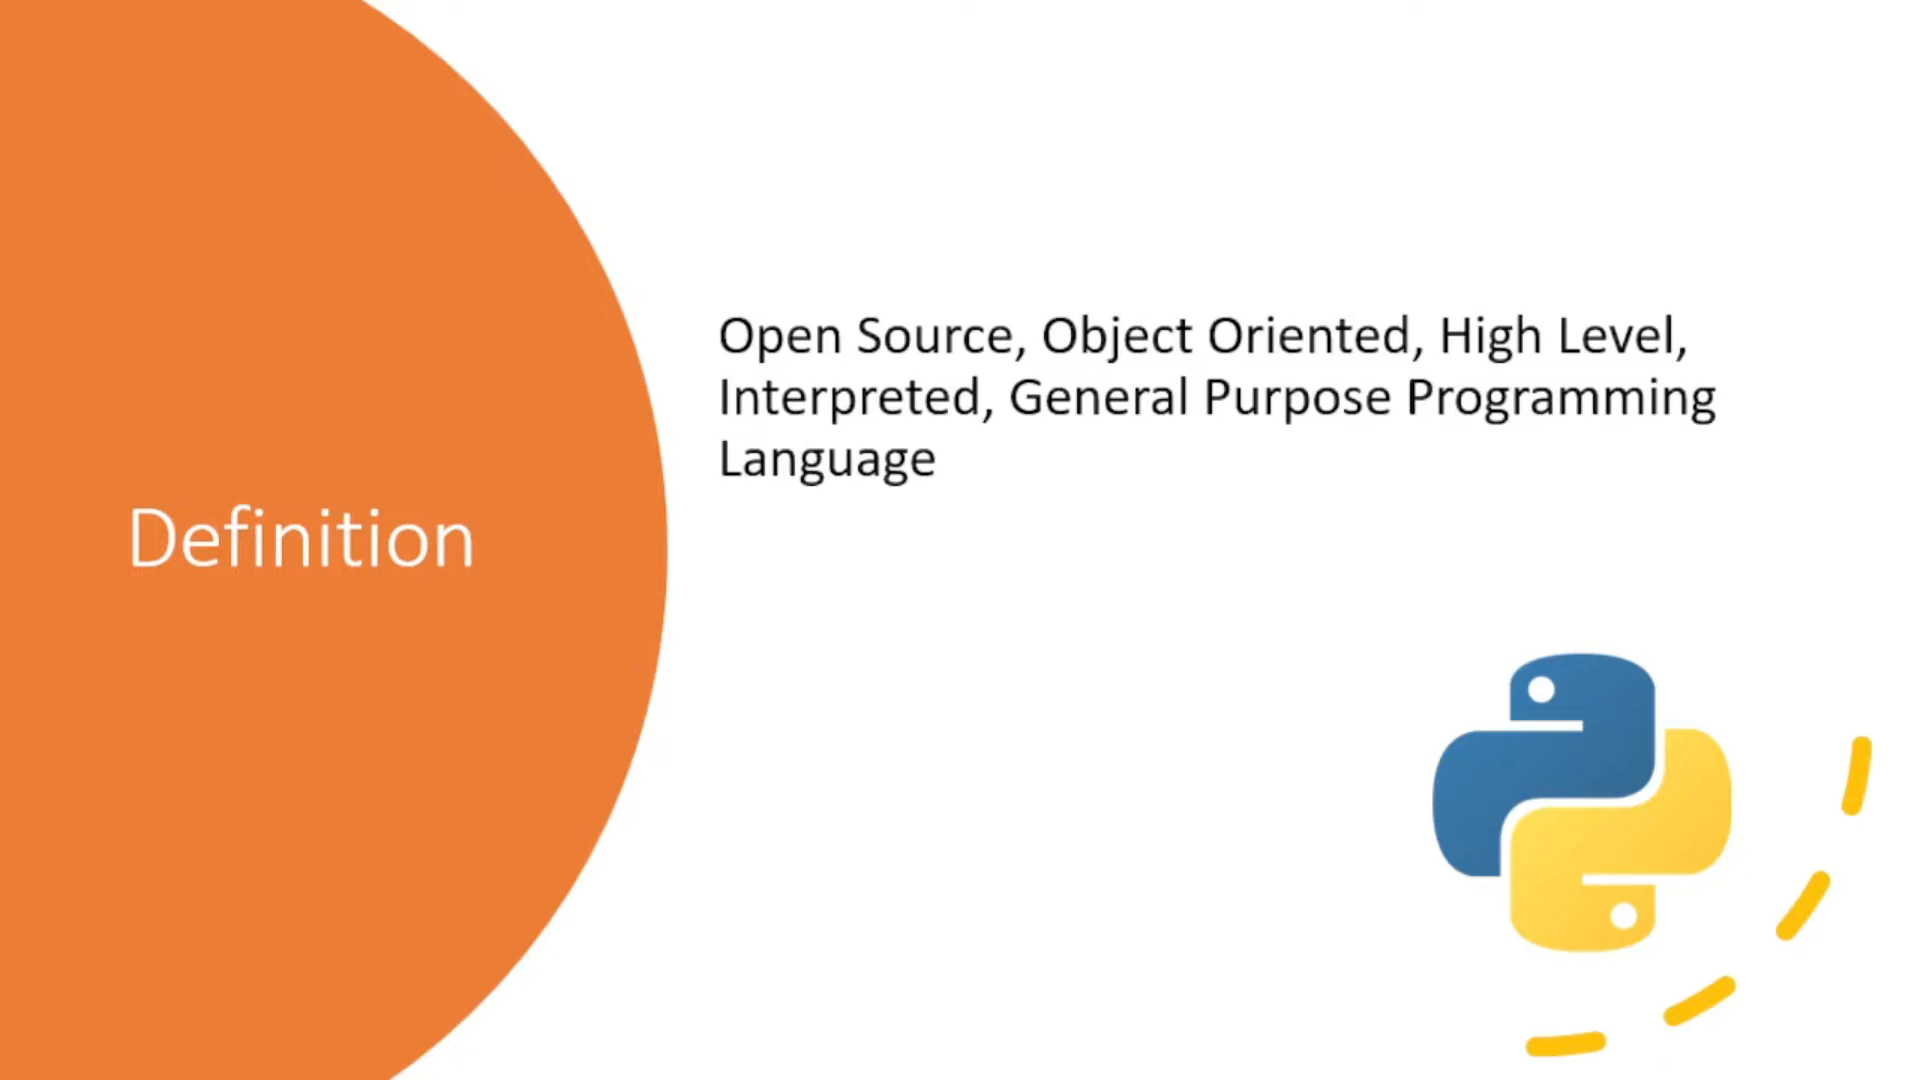 Definition
Open Source, Object Oriented, High Level,
Interpreted, General Purpose Programming
Language